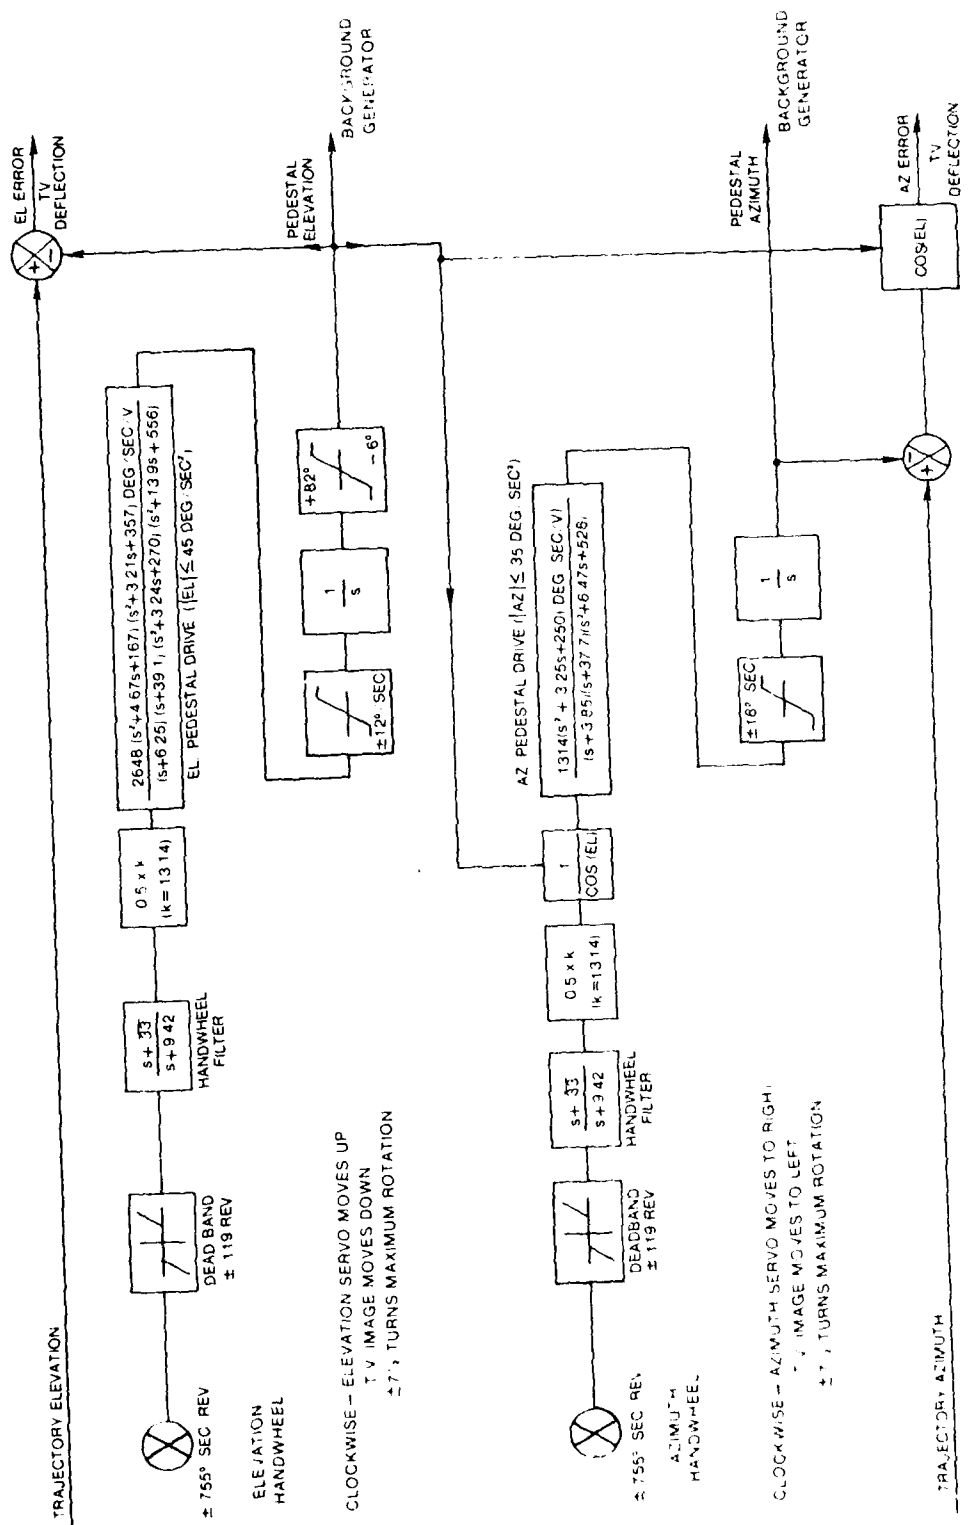 TRAJECTORY ELEVATION
+
−
EL ERROR
TV
DEFLECTION
± 755° SEC REV
ELEVATION
HANDWHEEL
DEAD BAND
± 119 REV
s + 33
s + 9 42
HANDWHEEL
FILTER
0 5 x k
(k = 1314)
2648 (s² + 4 67s + 167) (s² + 3 21s + 357) DEG/SEC/V
(s + 6 25) (s + 39 1) (s² + 3 24s + 270) (s² + 13 9s + 556)
EL PEDESTAL DRIVE (|EL| ≤ 45 DEG/SEC²)
±12°/SEC
1
s
+82°
−6°
PEDESTAL
ELEVATION
BACKGROUND
GENERATOR
CLOCKWISE — ELEVATION SERVO MOVES UP
T V IMAGE MOVES DOWN
TURNS MAXIMUM ROTATION
± 755° SEC REV
AZIMUTH
HANDWHEEL
DEADBAND
± 119 REV
s + 33
s + 9 42
HANDWHEEL
FILTER
0 5 x k
(k = 1314)
1
COS (EL)
AZ PEDESTAL DRIVE (|AZ| ≤ 35 DEG SEC²)
1314(s² + 3 25s + 250) DEG SEC/V)
(s + 3 85)(s + 37 7)(s² + 6 47s + 526)
±16° SEC
1
s
PEDESTAL
AZIMUTH
BACKGROUND
GENERATOR
CLOCKWISE — AZIMUTH SERVO MOVES TO RIGHT
T V IMAGE MOVES TO LEFT
TURNS MAXIMUM ROTATION
TRAJECTORY AZIMUTH
+
−
COS(EL)
AZ ERROR
TV
DEFLECTION